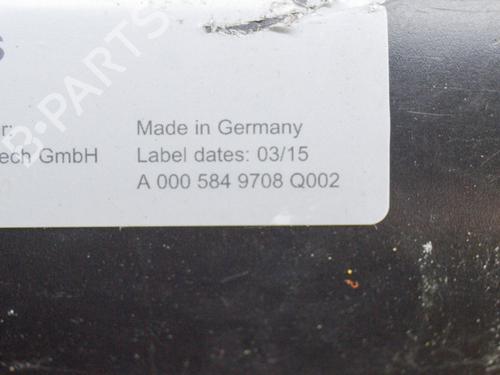 B-PARTS
s
r: Made in Germany
ech GmbH Label dates: 03/15
A 000 584 9708 Q002